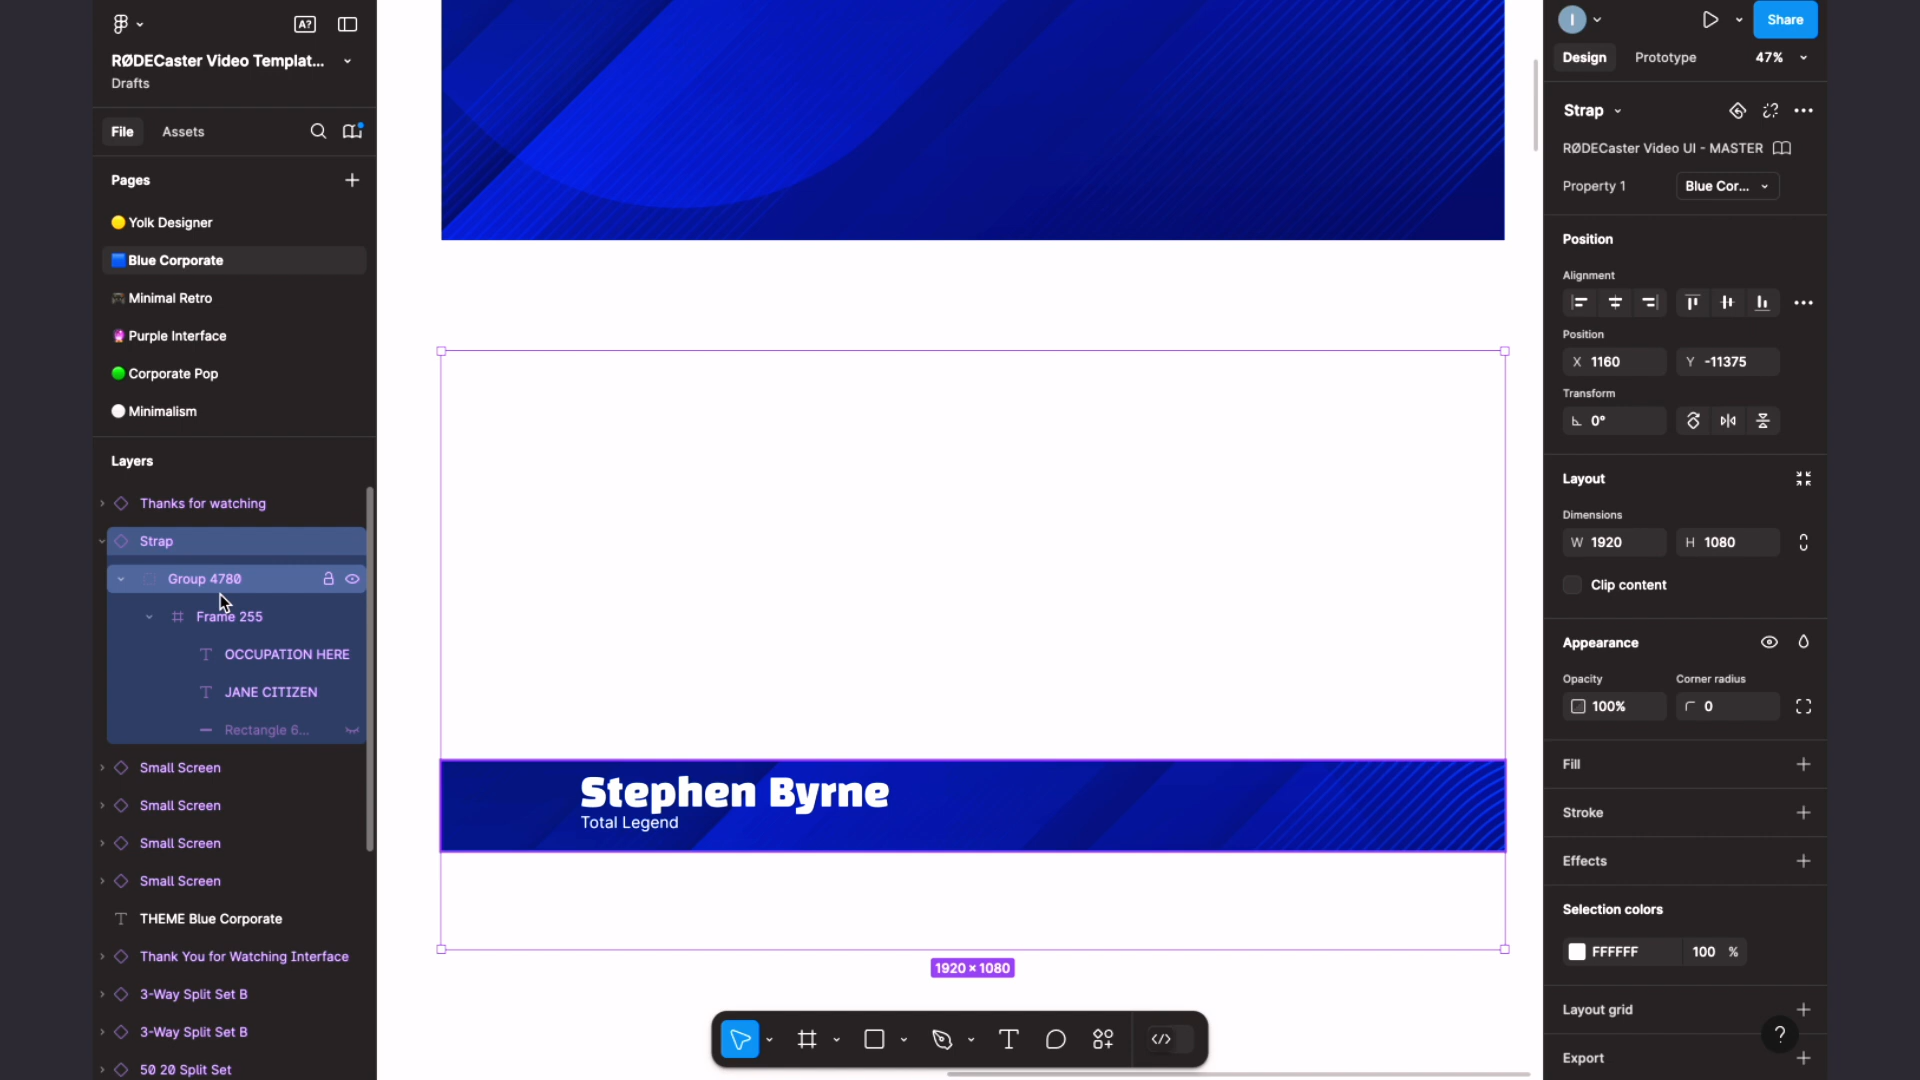 A?
RØDECaster Video Templat...
Drafts
File
Assets
Pages
Yolk Designer
Blue Corporate
Minimal Retro
Purple Interface
Corporate Pop
Minimalism
Layers
Thanks for watching
Strap
Group 4780
Frame 255
OCCUPATION HERE
JANE CITIZEN
Rectangle 6...
Small Screen
Small Screen
Small Screen
Small Screen
THEME Blue Corporate
Thank You for Watching Interface
3-Way Split Set B
3-Way Split Set B
50 20 Split Set
Stephen Byrne
Total Legend
1920 × 1080
I
Share
Design
Prototype
47%
Strap
RØDECaster Video UI - MASTER
Property 1
Blue Cor...
Position
Alignment
Position
X 1160
Y -11375
Transform
0°
Layout
Dimensions
W 1920
H 1080
Clip content
Appearance
Opacity
Corner radius
100%
0
Fill
Stroke
Effects
Selection colors
FFFFFF
100 %
Layout grid
?
Export